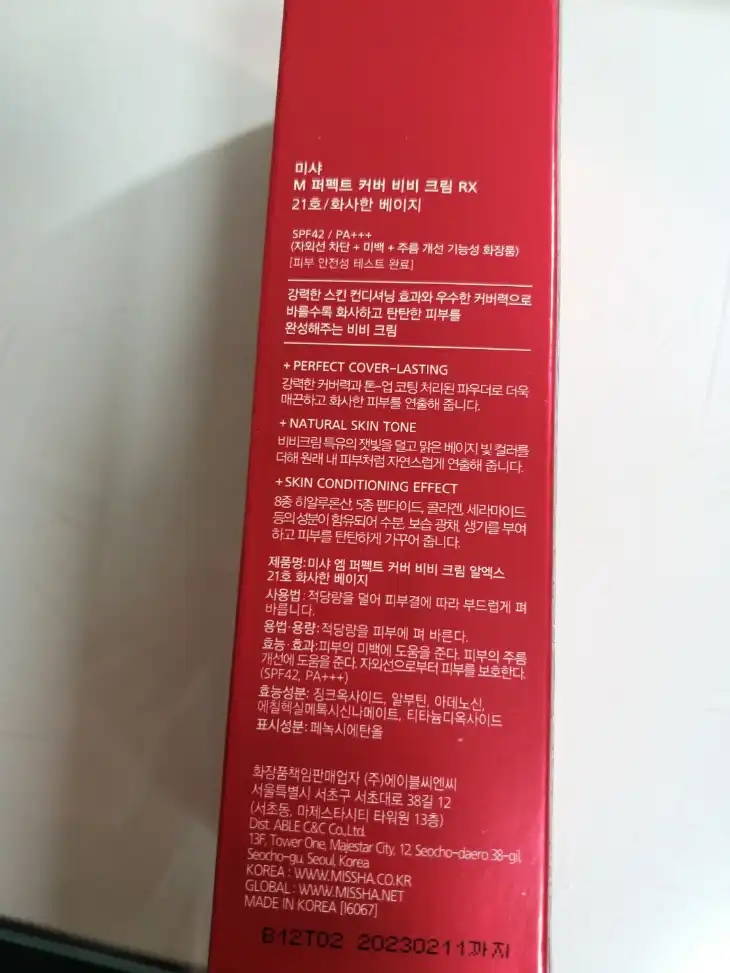 미샤
M 퍼펙트 커버 비비 크림 RX
21호/화사한 베이지
SPF42 / PA+++
(자외선 차단 + 미백 + 주름 개선 기능성 화장품)
[피부 안전성 테스트 완료]
강력한 스킨 컨디셔닝 효과와 우수한 커버력으로
바를수록 화사하고 탄탄한 피부를
완성해주는 비비 크림
+ PERFECT COVER-LASTING
강력한 커버력과 톤-업 코팅 처리된 파우더로 더욱
매끈하고 화사한 피부를 연출해 줍니다.
+ NATURAL SKIN TONE
비비크림 특유의 잿빛을 덜고 맑은 베이지 빛 컬러를
더해 원래 내 피부처럼 자연스럽게 연출해 줍니다.
+ SKIN CONDITIONING EFFECT
8종 히알루론산, 5종 펩타이드, 콜라겐, 세라마이드
등의 성분이 함유되어 수분, 보습 광채, 생기를 부여
하고 피부를 탄탄하게 가꾸어 줍니다.
제품명: 미샤 엠 퍼펙트 커버 비비 크림 알엑스
21호 화사한 베이지
사용법: 적당량을 덜어 피부결에 따라 부드럽게 펴
바릅니다.
용법·용량: 적당량을 피부에 펴 바른다.
효능·효과: 피부의 미백에 도움을 준다. 피부의 주름
개선에 도움을 준다. 자외선으로부터 피부를 보호한다.
(SPF42, PA+++)
효능성분: 징크옥사이드, 알부틴, 아데노신,
에칠헥실메톡시신나메이트, 티타늄디옥사이드
표시성분: 페녹시에탄올
화장품책임판매업자 (주)에이블씨엔씨
서울특별시 서초구 서초대로 38길 12
(서초동, 마제스타시티 타워원 13층)
Dist. ABLE C&C Co.,Ltd.
13F, Tower One, Majestar City, 12, Seocho-daero 38-gil,
Seocho-gu, Seoul, Korea
KOREA : WWW.MISSHA.CO.KR
GLOBAL : WWW.MISSHA.NET
MADE IN KOREA [16067]
B12T02 20230211까지